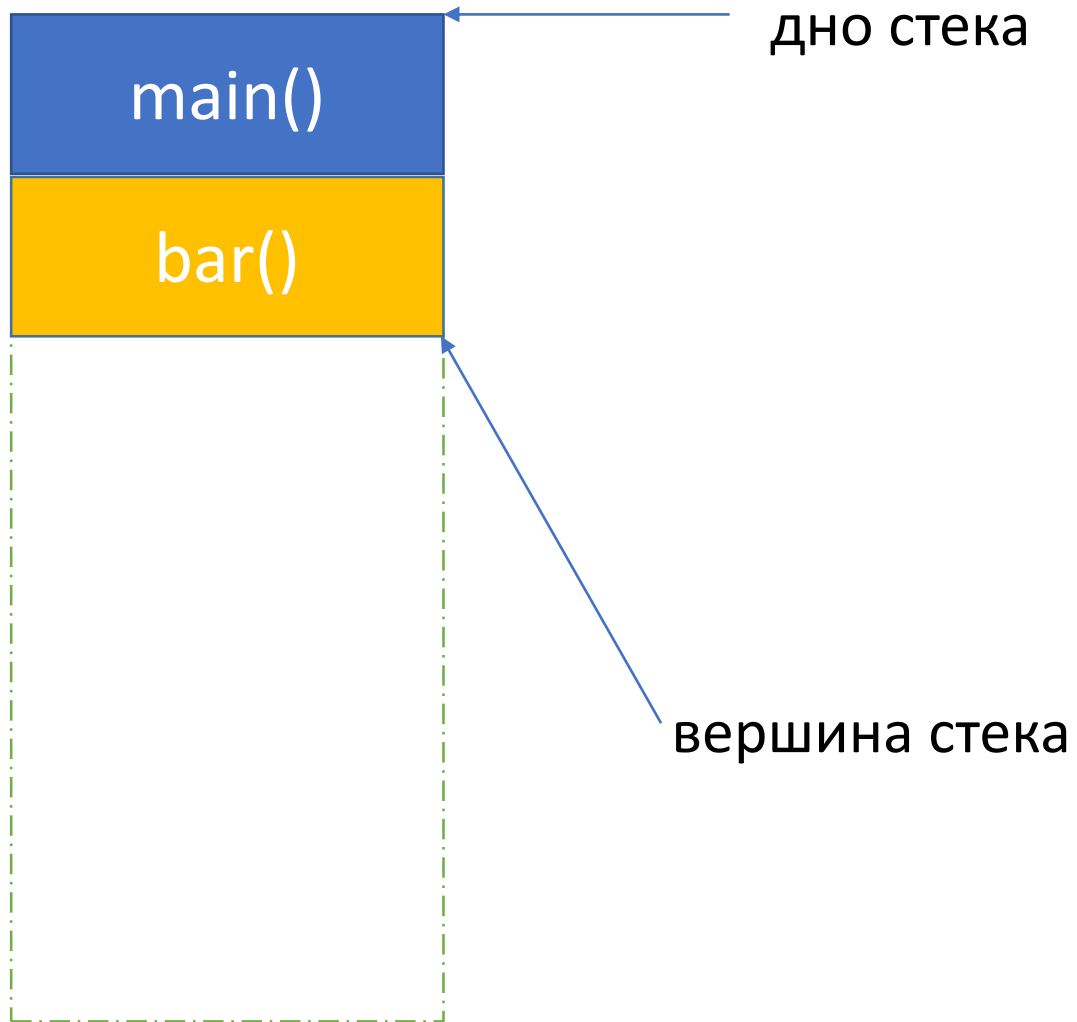 дно стека
main()
bar()
вершина стека